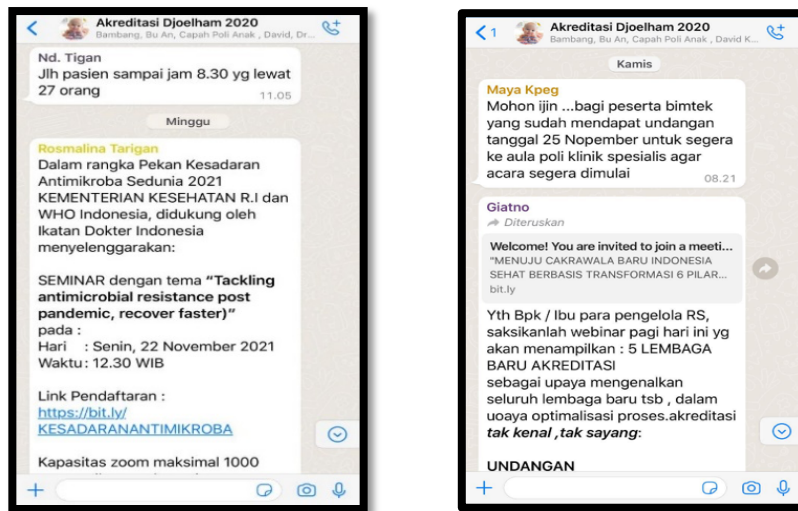 Akreditasi Djoelham 2020
Bambang, Bu An, Capah Poli Anak , David, Dr...
Nd. Tigan
Jlh pasien sampai jam 8.30 yg lewat
27 orang
11.05
Minggu
Rosmalina Tarigan
Dalam rangka Pekan Kesadaran
Antimikroba Sedunia 2021
KEMENTERIAN KESEHATAN R.I dan
WHO Indonesia, didukung oleh
Ikatan Dokter Indonesia
menyelenggarakan:
SEMINAR dengan tema “Tackling
antimicrobial resistance post
pandemic, recover faster)”
pada :
Hari : Senin, 22 November 2021
Waktu: 12.30 WIB
Link Pendaftaran :
https://bit.ly/
KESADARANANTIMIKROBA
Kapasitas zoom maksimal 1000
1
Akreditasi Djoelham 2020
Bambang, Bu An, Capah Poli Anak , David K...
Kamis
Maya Kpeg
Mohon ijin ...bagi peserta bimtek
yang sudah mendapat undangan
tanggal 25 Nopember untuk segera
ke aula poli klinik spesialis agar
acara segera dimulai
08.21
Giatno
Diteruskan
Welcome! You are invited to join a meeti...
"MENUJU CAKRAWALA BARU INDONESIA
SEHAT BERBASIS TRANSFORMASI 6 PILAR...
bit.ly
Yth Bpk / Ibu para pengelola RS,
saksikanlah webinar pagi hari ini yg
akan menampilkan : 5 LEMBAGA
BARU AKREDITASI
sebagai upaya mengenalkan
seluruh lembaga baru tsb , dalam
uoaya optimalisasi proses.akreditasi
tak kenal ,tak sayang:
UNDANGAN